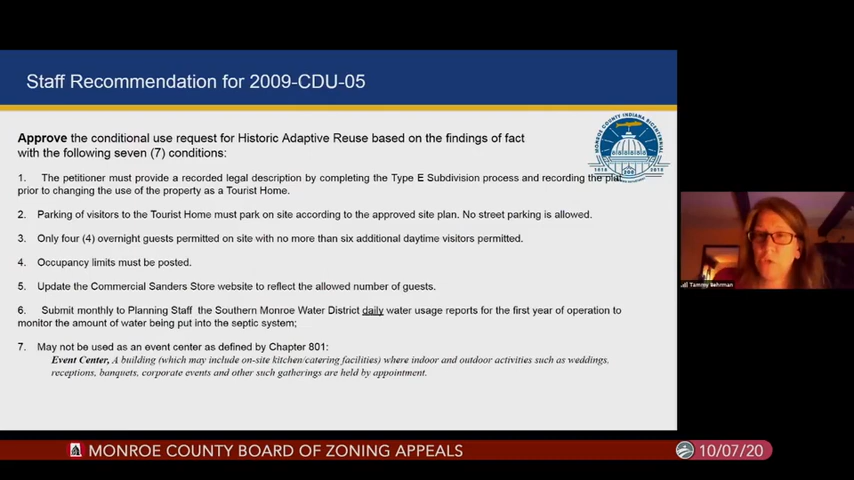 Staff Recommendation for 2009-CDU-05
Approve the conditional use request for Historic Adaptive Reuse based on the findings of fact
with the following seven (7) conditions:
1. The petitioner must provide a recorded legal description by completing the Type E Subdivision process and recording the plat
prior to changing the use of the property as a Tourist Home.
2. Parking of visitors to the Tourist Home must park on site according to the approved site plan. No street parking is allowed.
3. Only four (4) overnight guests permitted on site with no more than six additional daytime visitors permitted.
4. Occupancy limits must be posted.
5. Update the Commercial Sanders Store website to reflect the allowed number of guests.
6. Submit monthly to Planning Staff the Southern Monroe Water District daily water usage reports for the first year of operation to
monitor the amount of water being put into the septic system;
7. May not be used as an event center as defined by Chapter 801:
Event Center, A building (which may include on-site kitchen/catering facilities) where indoor and outdoor activities such as weddings,
receptions, banquets, corporate events and other such gatherings are held by appointment.
MONROE COUNTY INDIANA BICENTENNIAL
1818 2018
200
Tammy Behrman
MONROE COUNTY BOARD OF ZONING APPEALS
10/07/20